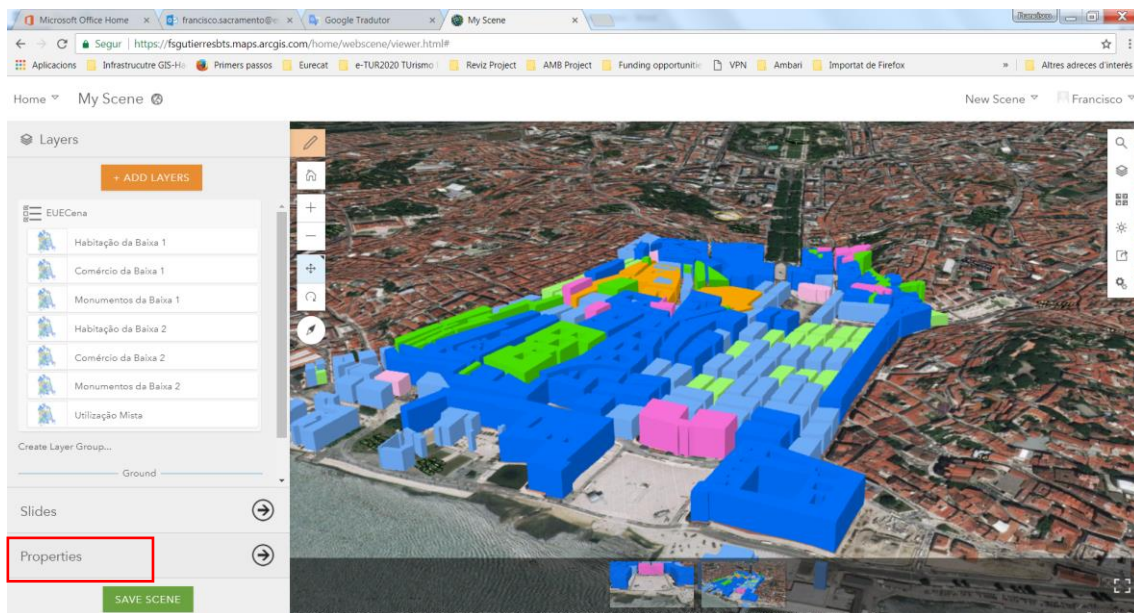 Microsoft Office Home
francisco.sacramento@e
Google Tradutor
My Scene
Francisco
Segur | https://fsgutierresbts.maps.arcgis.com/home/webscene/viewer.html#
Aplicacions Infrastrucutre GIS-Ha Primers passos Eurecat e-TUR2020 TUrismo Reviz Project AMB Project Funding opportunitie VPN Ambari Importat de Firefox » Altres adreces d'interès
Home My Scene New Scene Francisco
Layers
+ ADD LAYERS
EUECena
Habitação da Baixa 1
Comércio da Baixa 1
Monumentos da Baixa 1
Habitação da Baixa 2
Comércio da Baixa 2
Monumentos da Baixa 2
Utilização Mista
Create Layer Group...
Ground
Slides
Properties
SAVE SCENE